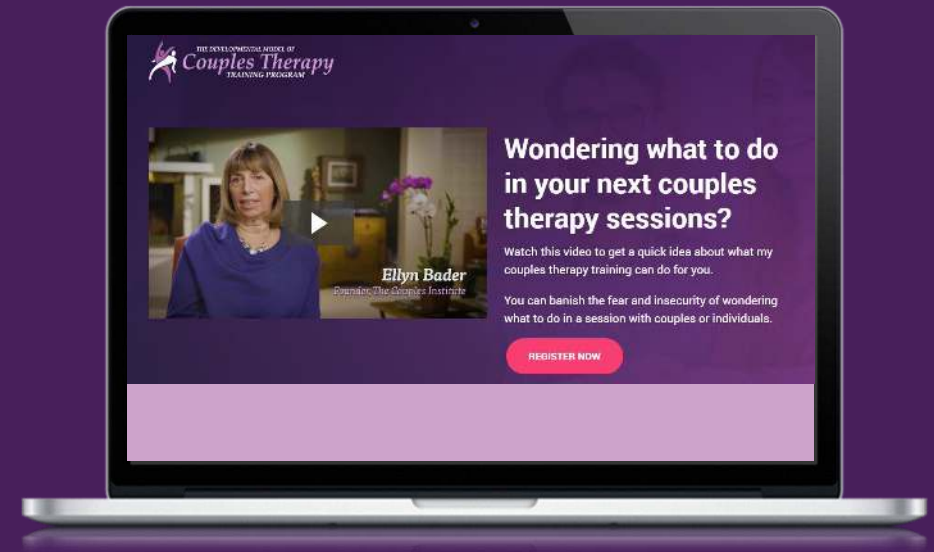 THE DEVELOPMENTAL MODEL OF
Couples Therapy
TRAINING PROGRAM
Ellyn Bader
Founder, The Couples Institute
Wondering what to do
in your next couples
therapy sessions?
Watch this video to get a quick idea about what my
couples therapy training can do for you.
You can banish the fear and insecurity of wondering
what to do in a session with couples or individuals.
REGISTER NOW